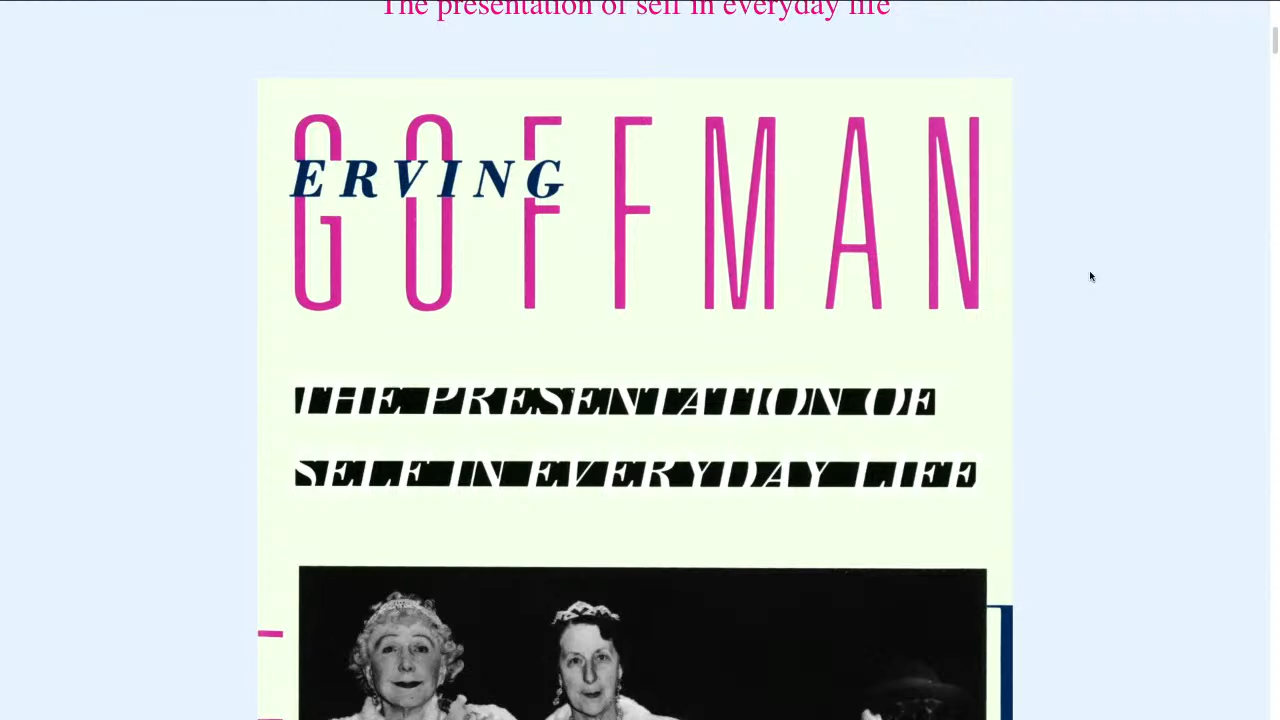 The presentation of self in everyday life
GOFFMAN
ERVING
THE PRESENTATION OF
SELF IN EVERYDAY LIFE